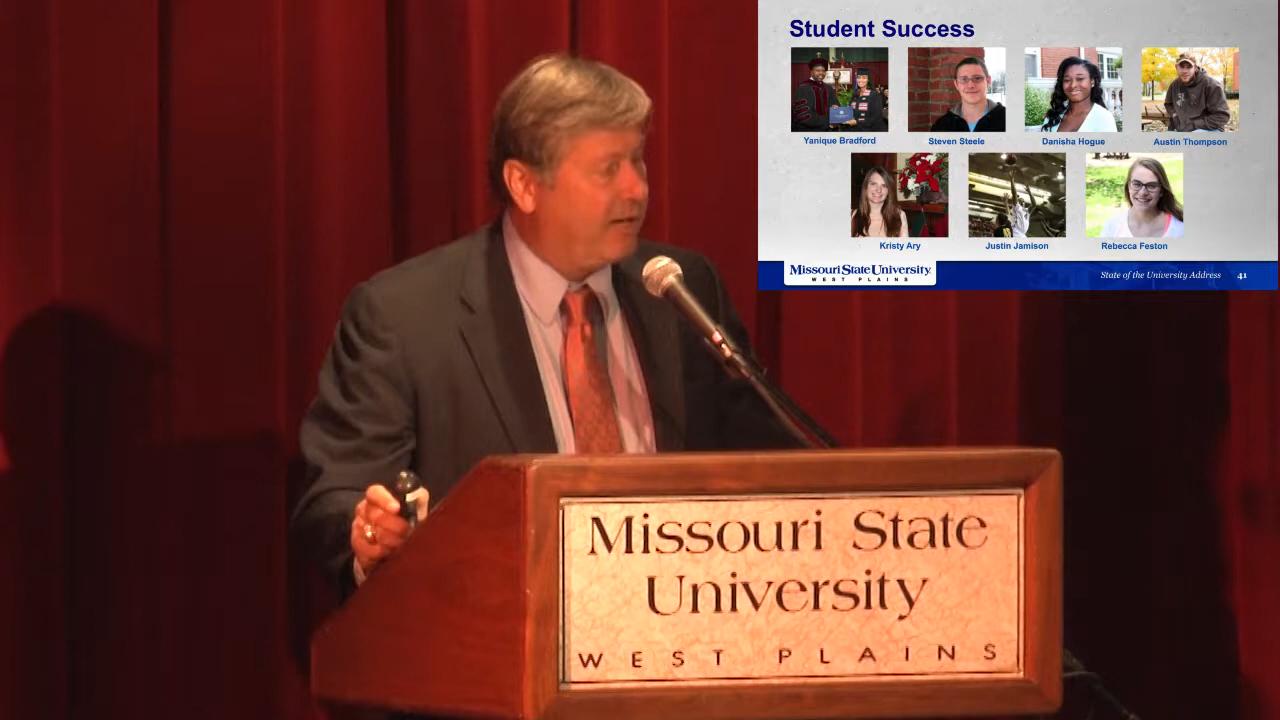 Student Success
Yanique Bradford
Steven Steele
Danisha Hogue
Austin Thompson
Kristy Ary
Justin Jamison
Rebecca Feston
Missouri State University
WEST PLAINS
State of the University Address 41
Missouri State
University
WEST PLAINS